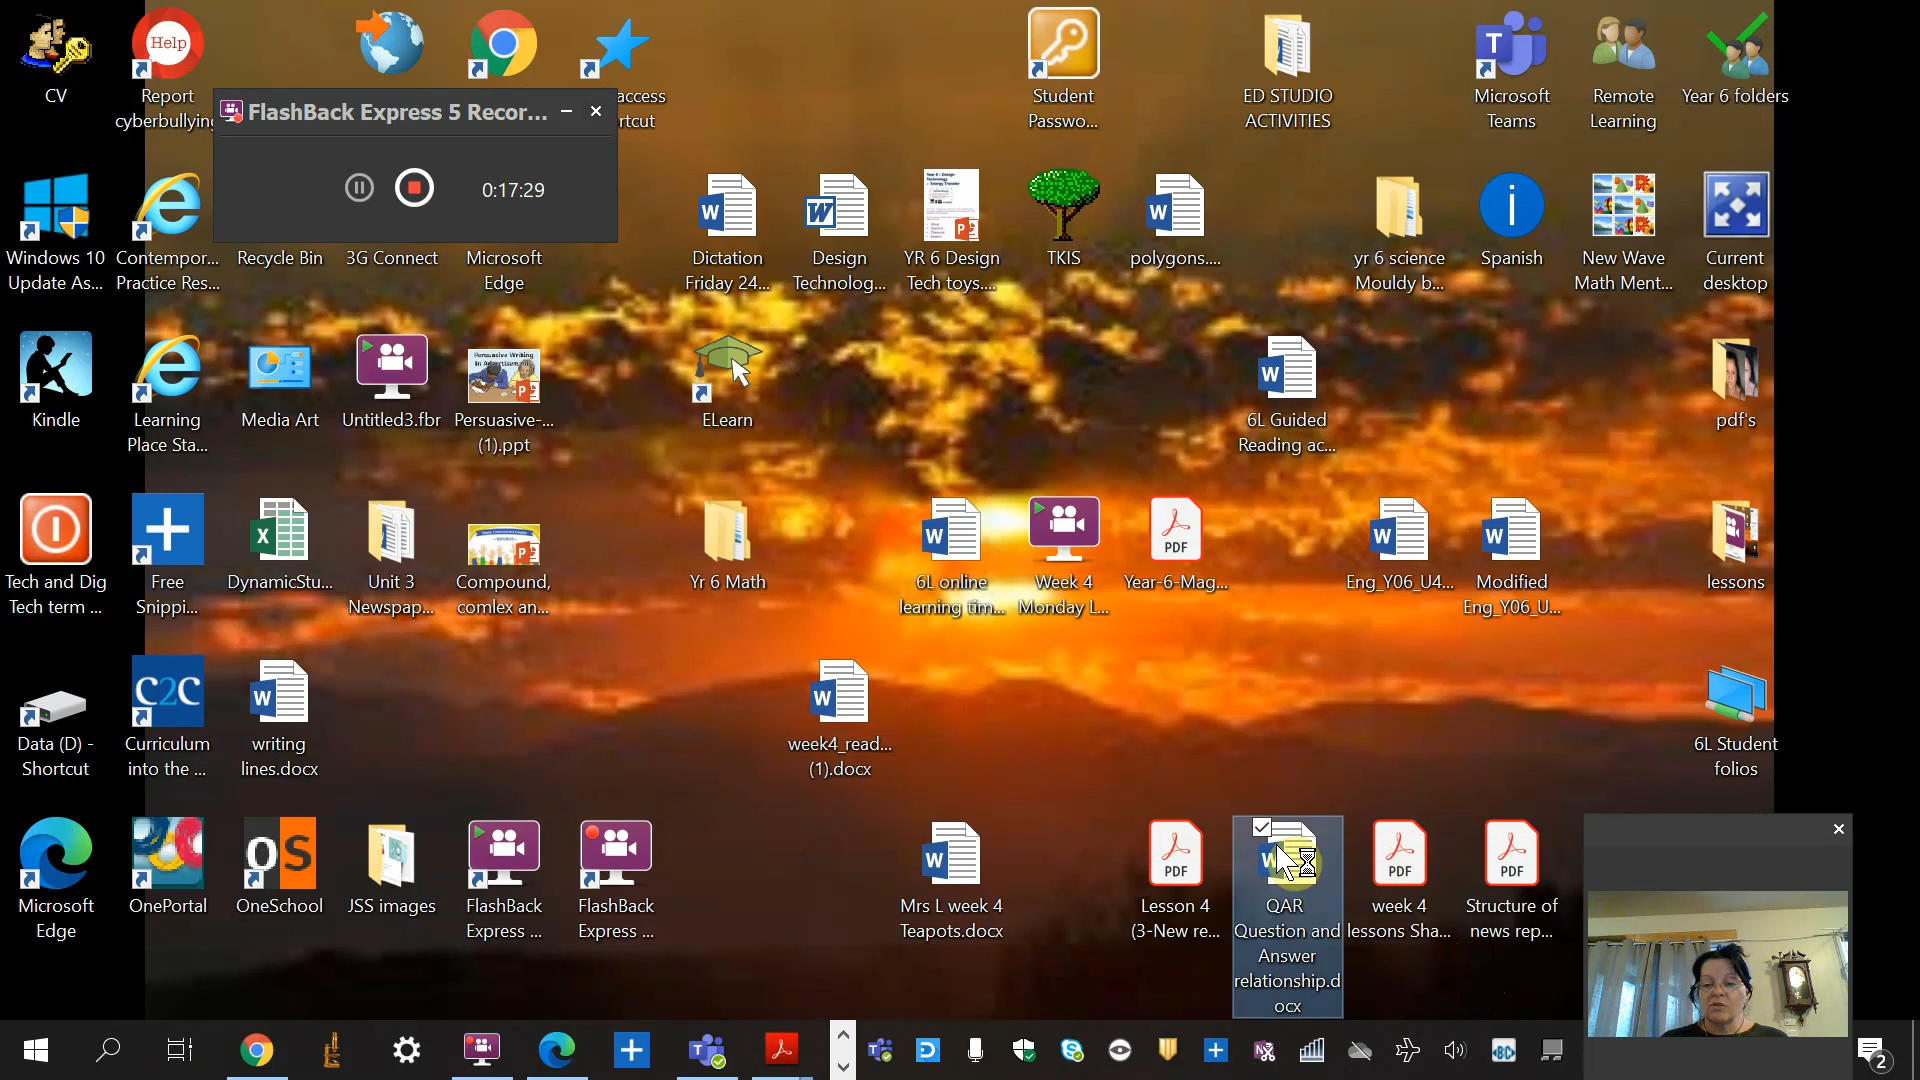 CV
Help
Report
cyberbullying
FlashBack Express 5 Recor...
0:17:29
access
rtcut
Student
Passwo...
ED STUDIO
ACTIVITIES
Microsoft
Teams
Remote
Learning
Year 6 folders
Windows 10
Update As...
Contempor...
Practice Res...
Recycle Bin
3G Connect
Microsoft
Edge
Dictation
Friday 24...
Design
Technolog...
YR 6 Design
Tech toys....
TKIS
polygons....
yr 6 science
Mouldy b...
Spanish
New Wave
Math Ment...
Current
desktop
Kindle
Learning
Place Sta...
Media Art
Untitled3.fbr
Persuasive-...
(1).ppt
ELearn
6L Guided
Reading ac...
pdf's
Tech and Dig
Tech term ...
Free
Snippi...
DynamicStu...
Unit 3
Newspap...
Compound,
comlex an...
Yr 6 Math
6L online
learning tim...
Week 4
Monday L...
PDF
Year-6-Mag...
Eng_Y06_U4...
Modified
Eng_Y06_U...
lessons
Data (D) -
Shortcut
C2C
Curriculum
into the ...
writing
lines.docx
week4_read...
(1).docx
6L Student
folios
Microsoft
Edge
OnePortal
OS
OneSchool
JSS images
FlashBack
Express ...
FlashBack
Express ...
Mrs L week 4
Teapots.docx
PDF
Lesson 4
(3-New re...
QAR
Question and
Answer
relationship.d
ocx
PDF
week 4
lessons Sha...
PDF
Structure of
news rep...
2